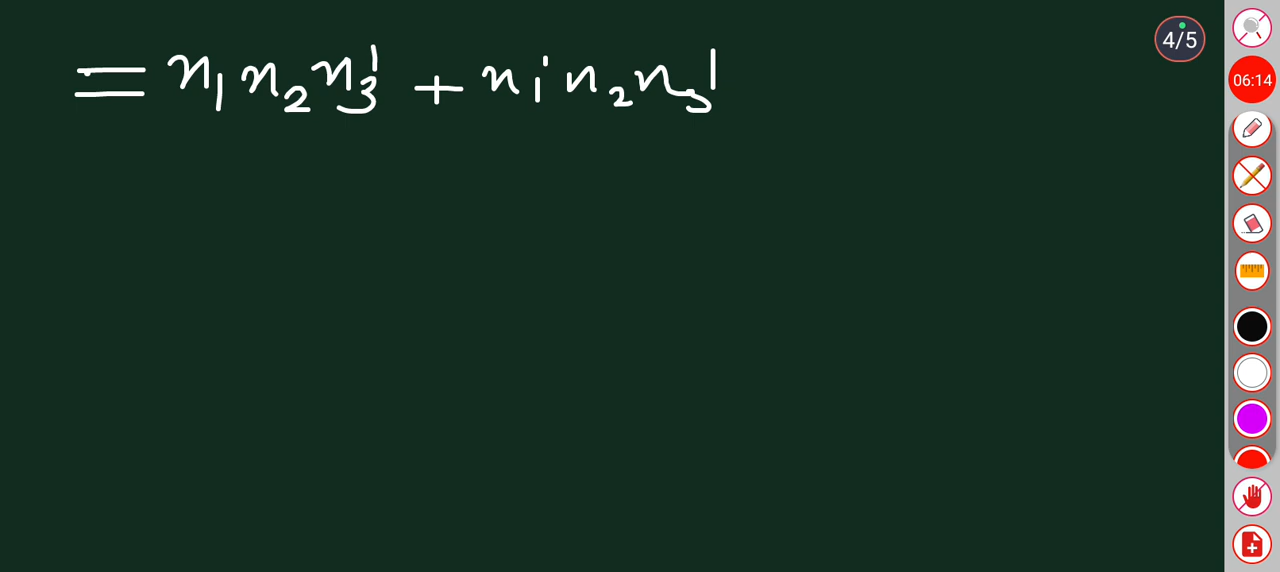 = x₁ x₂ x₃' + x₁' x₂ x₃'
4/5
06:14